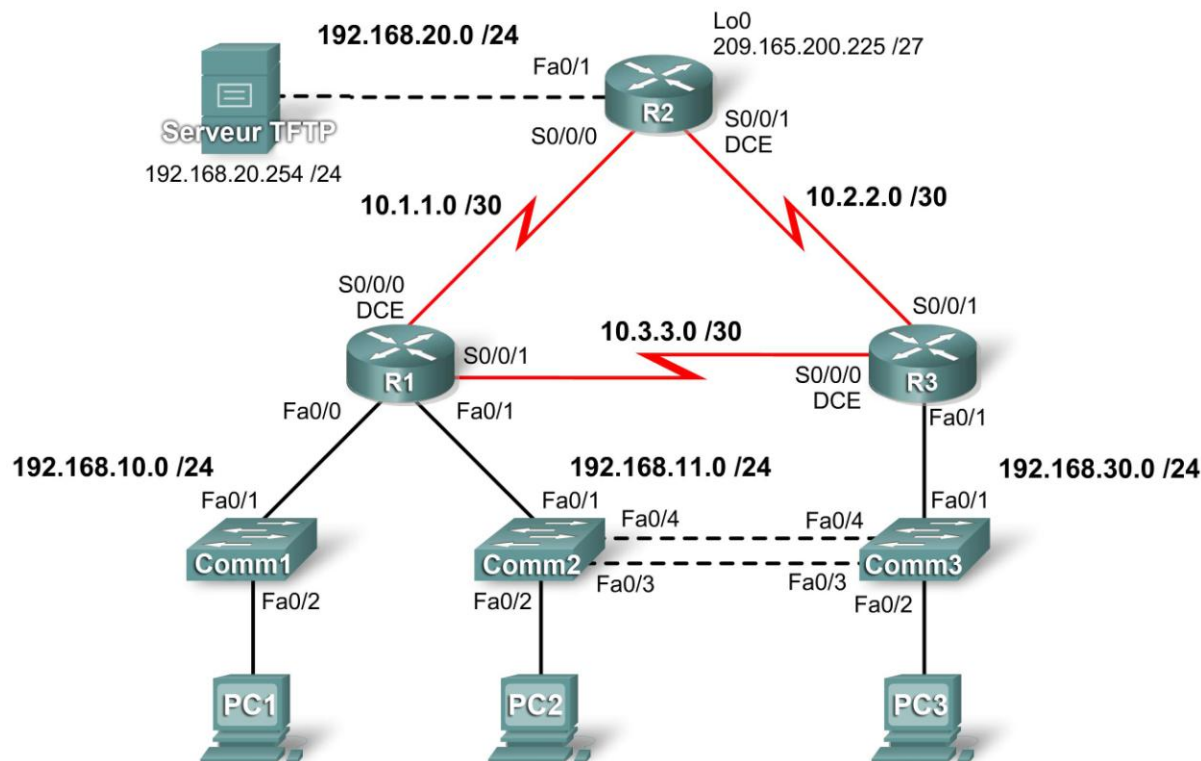 Lo0
209.165.200.225 /27
192.168.20.0 /24
Fa0/1
R2
Serveur TFTP
192.168.20.254 /24
S0/0/0
S0/0/1
DCE
10.1.1.0 /30
10.2.2.0 /30
S0/0/0
DCE
R1
S0/0/1
10.3.3.0 /30
S0/0/1
S0/0/0
DCE
R3
Fa0/0
Fa0/1
Fa0/1
192.168.10.0 /24
192.168.11.0 /24
192.168.30.0 /24
Fa0/1
Fa0/1
Fa0/4
Fa0/4
Fa0/1
Comm1
Comm2
Comm3
Fa0/2
Fa0/2
Fa0/3
Fa0/3
Fa0/2
PC1
PC2
PC3